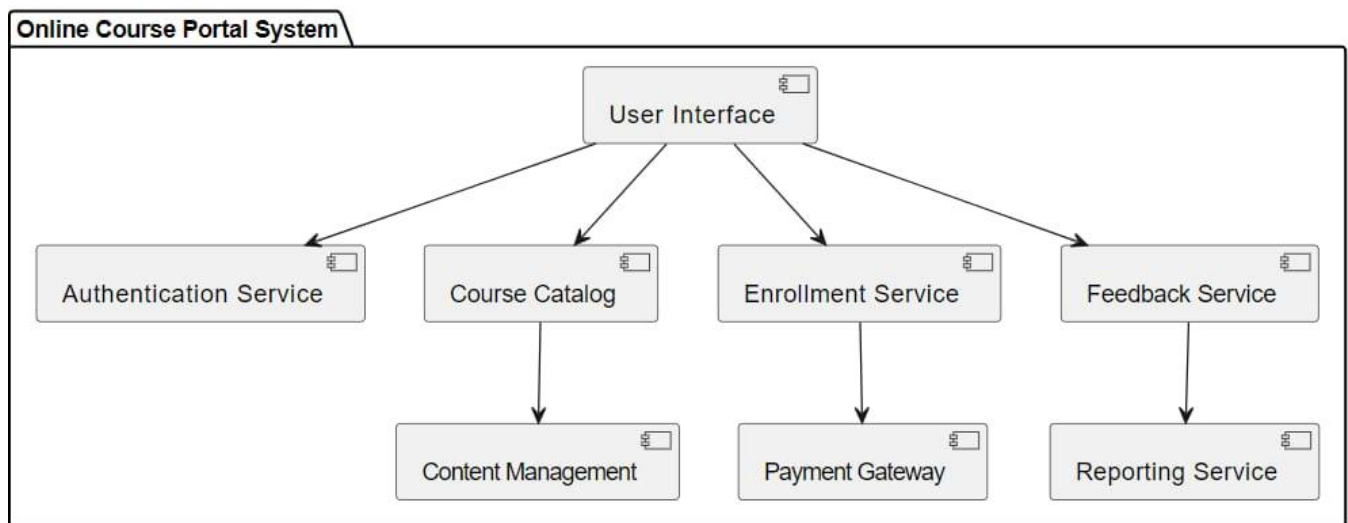 Online Course Portal System
User Interface
Authentication Service
Course Catalog
Enrollment Service
Feedback Service
Content Management
Payment Gateway
Reporting Service